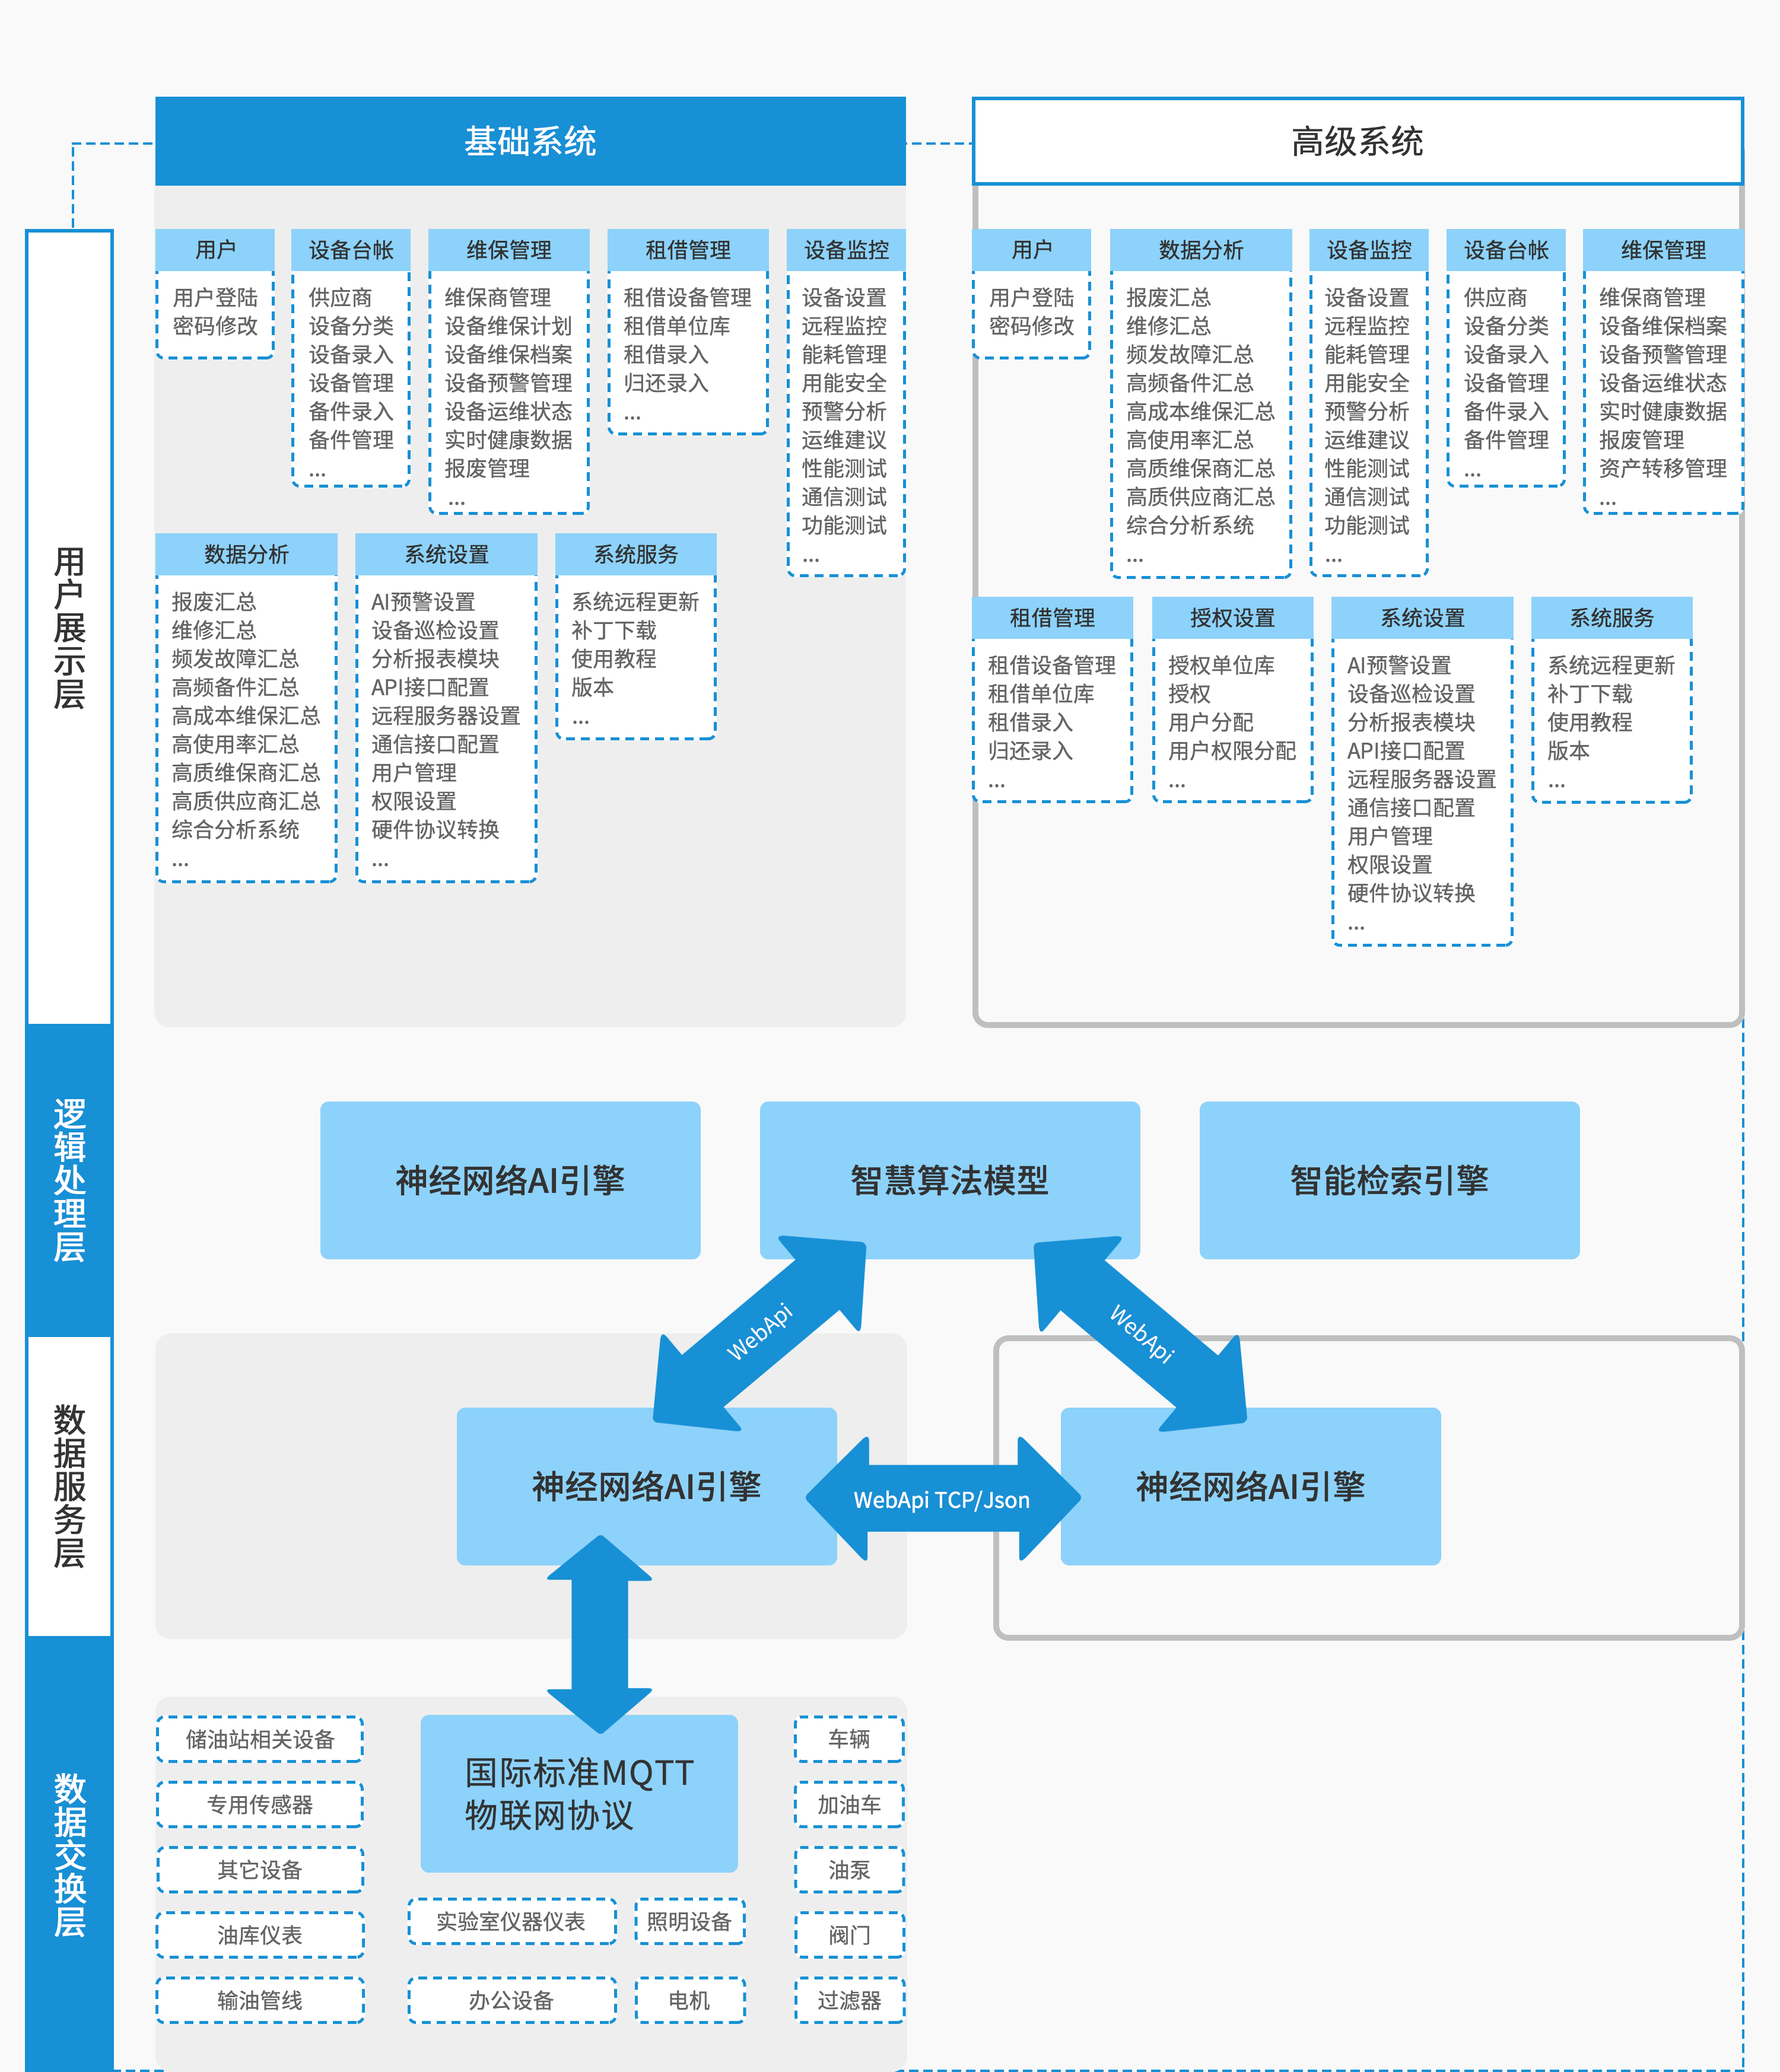 基础系统
高级系统
用户展示层
用户
用户登陆
密码修改
设备台帐
供应商
设备分类
设备录入
设备管理
备件录入
备件管理
...
维保管理
维保商管理
设备维保计划
设备维保档案
设备预警管理
设备运维状态
实时健康数据
报废管理
...
租借管理
租借设备管理
租借单位库
租借录入
归还录入
...
设备监控
设备设置
远程监控
能耗管理
用能安全
预警分析
运维建议
性能测试
通信测试
功能测试
...
数据分析
报废汇总
维修汇总
频发故障汇总
高频备件汇总
高成本维保汇总
高使用率汇总
高质维保商汇总
高质供应商汇总
综合分析系统
...
系统设置
AI预警设置
设备巡检设置
分析报表模块
API接口配置
远程服务器设置
通信接口配置
用户管理
权限设置
硬件协议转换
...
系统服务
系统远程更新
补丁下载
使用教程
版本
...
用户
用户登陆
密码修改
数据分析
报废汇总
维修汇总
频发故障汇总
高频备件汇总
高成本维保汇总
高使用率汇总
高质维保商汇总
高质供应商汇总
综合分析系统
...
设备监控
设备设置
远程监控
能耗管理
用能安全
预警分析
运维建议
性能测试
通信测试
功能测试
...
设备台帐
供应商
设备分类
设备录入
设备管理
备件录入
备件管理
...
维保管理
维保商管理
设备维保档案
设备预警管理
设备运维状态
实时健康数据
报废管理
资产转移管理
...
租借管理
租借设备管理
租借单位库
租借录入
归还录入
...
授权设置
授权单位库
授权
用户分配
用户权限分配
...
系统设置
AI预警设置
设备巡检设置
分析报表模块
API接口配置
远程服务器设置
通信接口配置
用户管理
权限设置
硬件协议转换
...
系统服务
系统远程更新
补丁下载
使用教程
版本
...
逻辑处理层
神经网络AI引擎
智慧算法模型
智能检索引擎
WebApi
WebApi
数据服务层
神经网络AI引擎
WebApi TCP/Json
神经网络AI引擎
数据交换层
储油站相关设备
专用传感器
其它设备
油库仪表
输油管线
国际标准MQTT
物联网协议
实验室仪器仪表
照明设备
办公设备
电机
车辆
加油车
油泵
阀门
过滤器